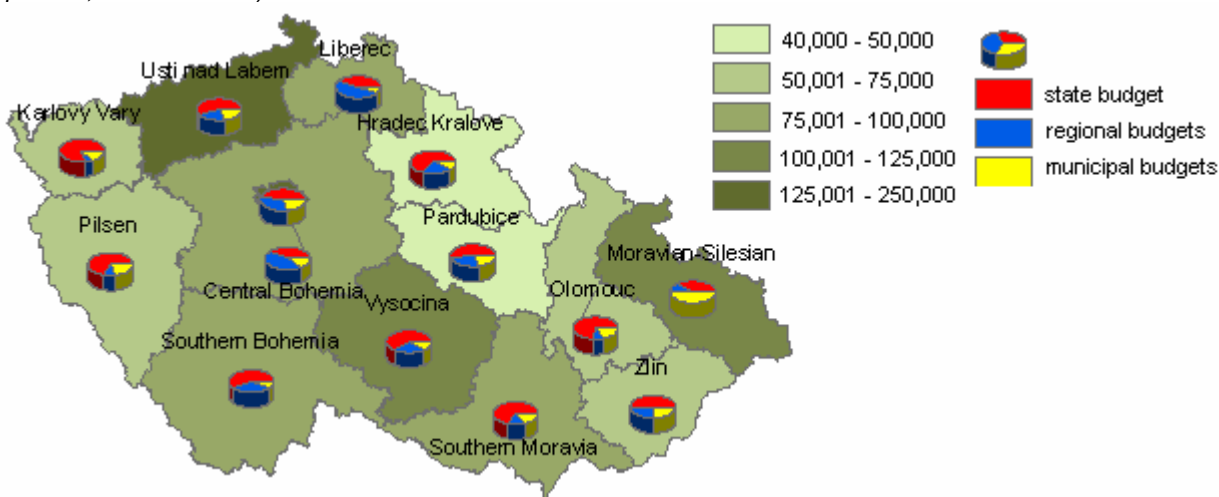 Liberec
Usti nad Labem
Karlovy Vary
Hradec Kralove
Pilsen
Pardubice
Moravian-Silesian
Olomouc
Central Bohemia
Vysocina
Southern Bohemia
Zlin
Southern Moravia
40,000 - 50,000
50,001 - 75,000
75,001 - 100,000
100,001 - 125,000
125,001 - 250,000
state budget
regional budgets
municipal budgets